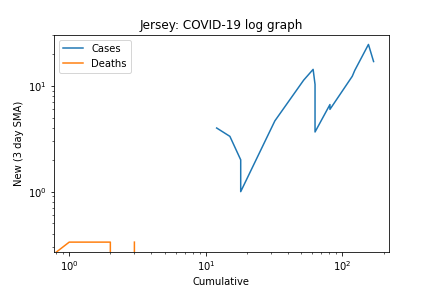 Jersey: COVID-19 log graph
Cases
Deaths
New (3 day SMA)
10¹
10⁰
10⁰
10¹
10²
Cumulative